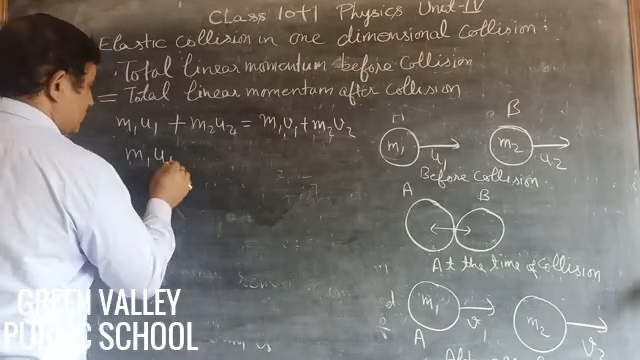 CLass 10+1 Physics Unit-IV
Elastic Collision in one dimensional Collision :
Total linear momentum before Collision
= Total linear momentum after Collision
m₁u₁ + m₂u₂ = m₁v₁ + m₂v₂
m₁u₁
A B
m₁ u₁ m₂ u₂
Before Collision
A B
At the time of Collision
m₁ v₁ m₂ v₂
A
GREEN VALLEY
PUBLIC SCHOOL